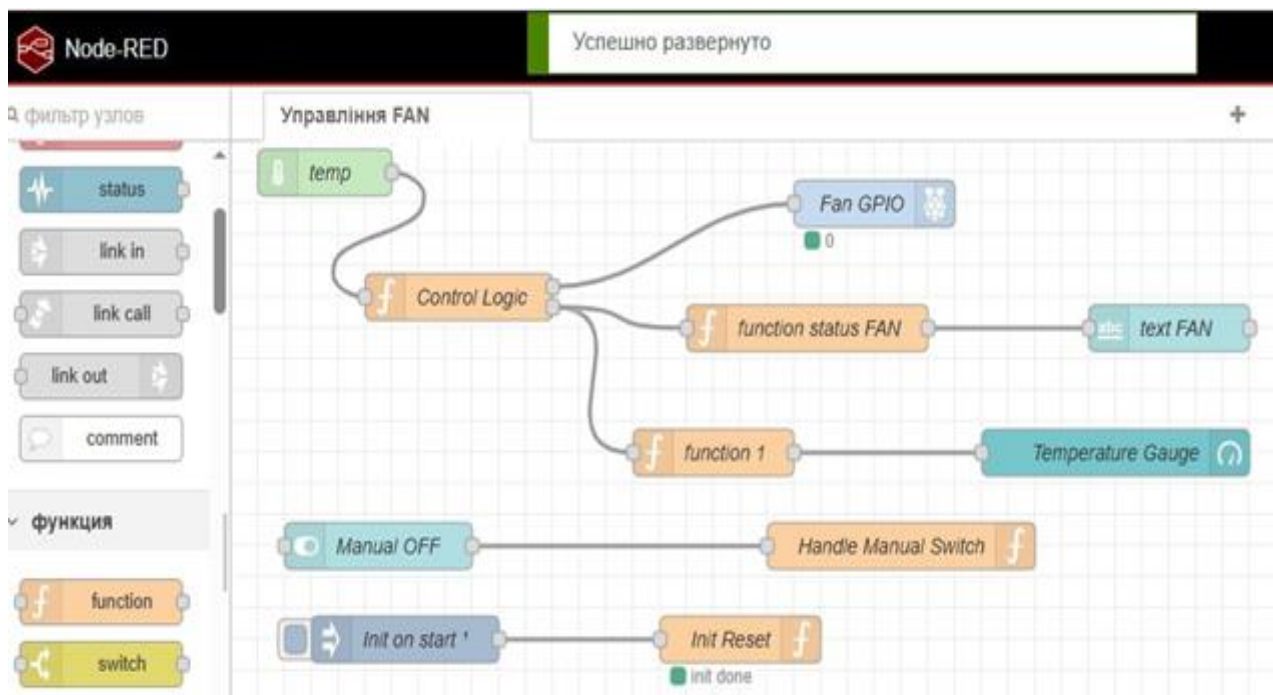 Node-RED
Успешно развернуто
фильтр узлов
Управління FAN
+
status
link in
link call
link out
comment
функция
function
switch
temp
Fan GPIO
0
Control Logic
function status FAN
abc
text FAN
function 1
Temperature Gauge
Manual OFF
Handle Manual Switch
Init on start ¹
Init Reset
init done